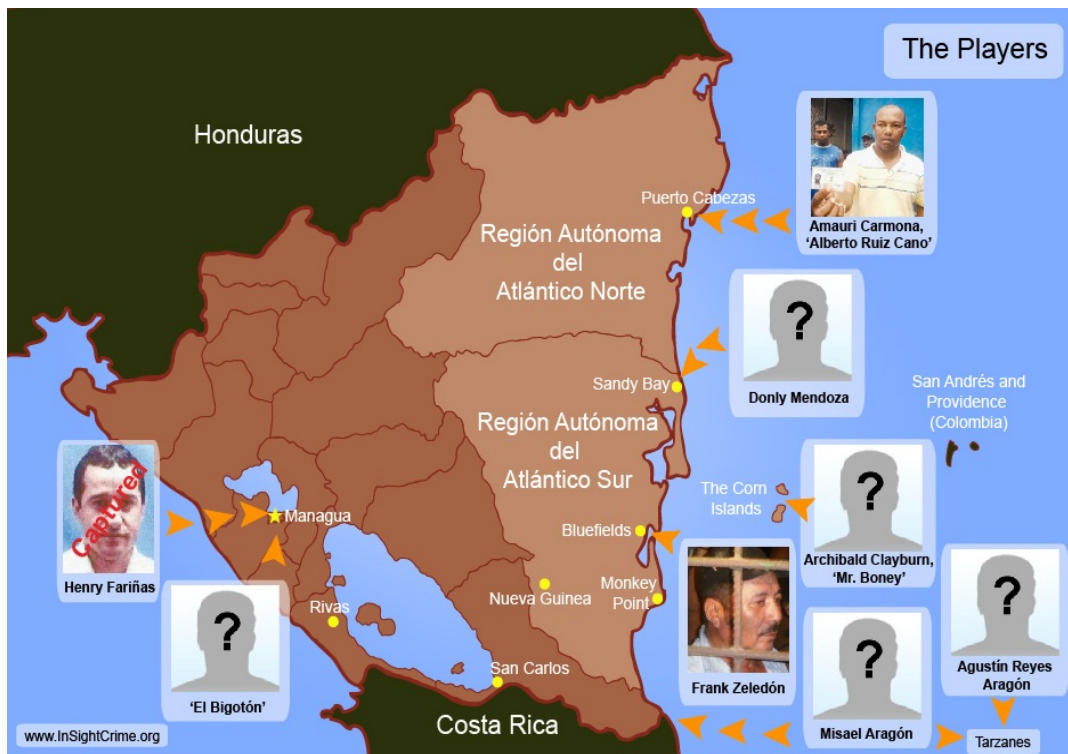 The Players
Honduras
Puerto Cabezas
Amauri Carmona,
‘Alberto Ruiz Cano’
Región Autónoma
del
Atlántico Norte
?
Donly Mendoza
Sandy Bay
San Andrés and
Providence
(Colombia)
Región Autónoma
del
Atlántico Sur
Captured
Henry Fariñas
Managua
The Corn
Islands
?
Archibald Clayburn,
‘Mr. Boney’
Bluefields
Frank Zeledón
?
Agustín Reyes
Aragón
Nueva Guinea
Monkey
Point
Rivas
?
‘El Bigotón’
San Carlos
?
Misael Aragón
Tarzanes
Costa Rica
www.InSightCrime.org